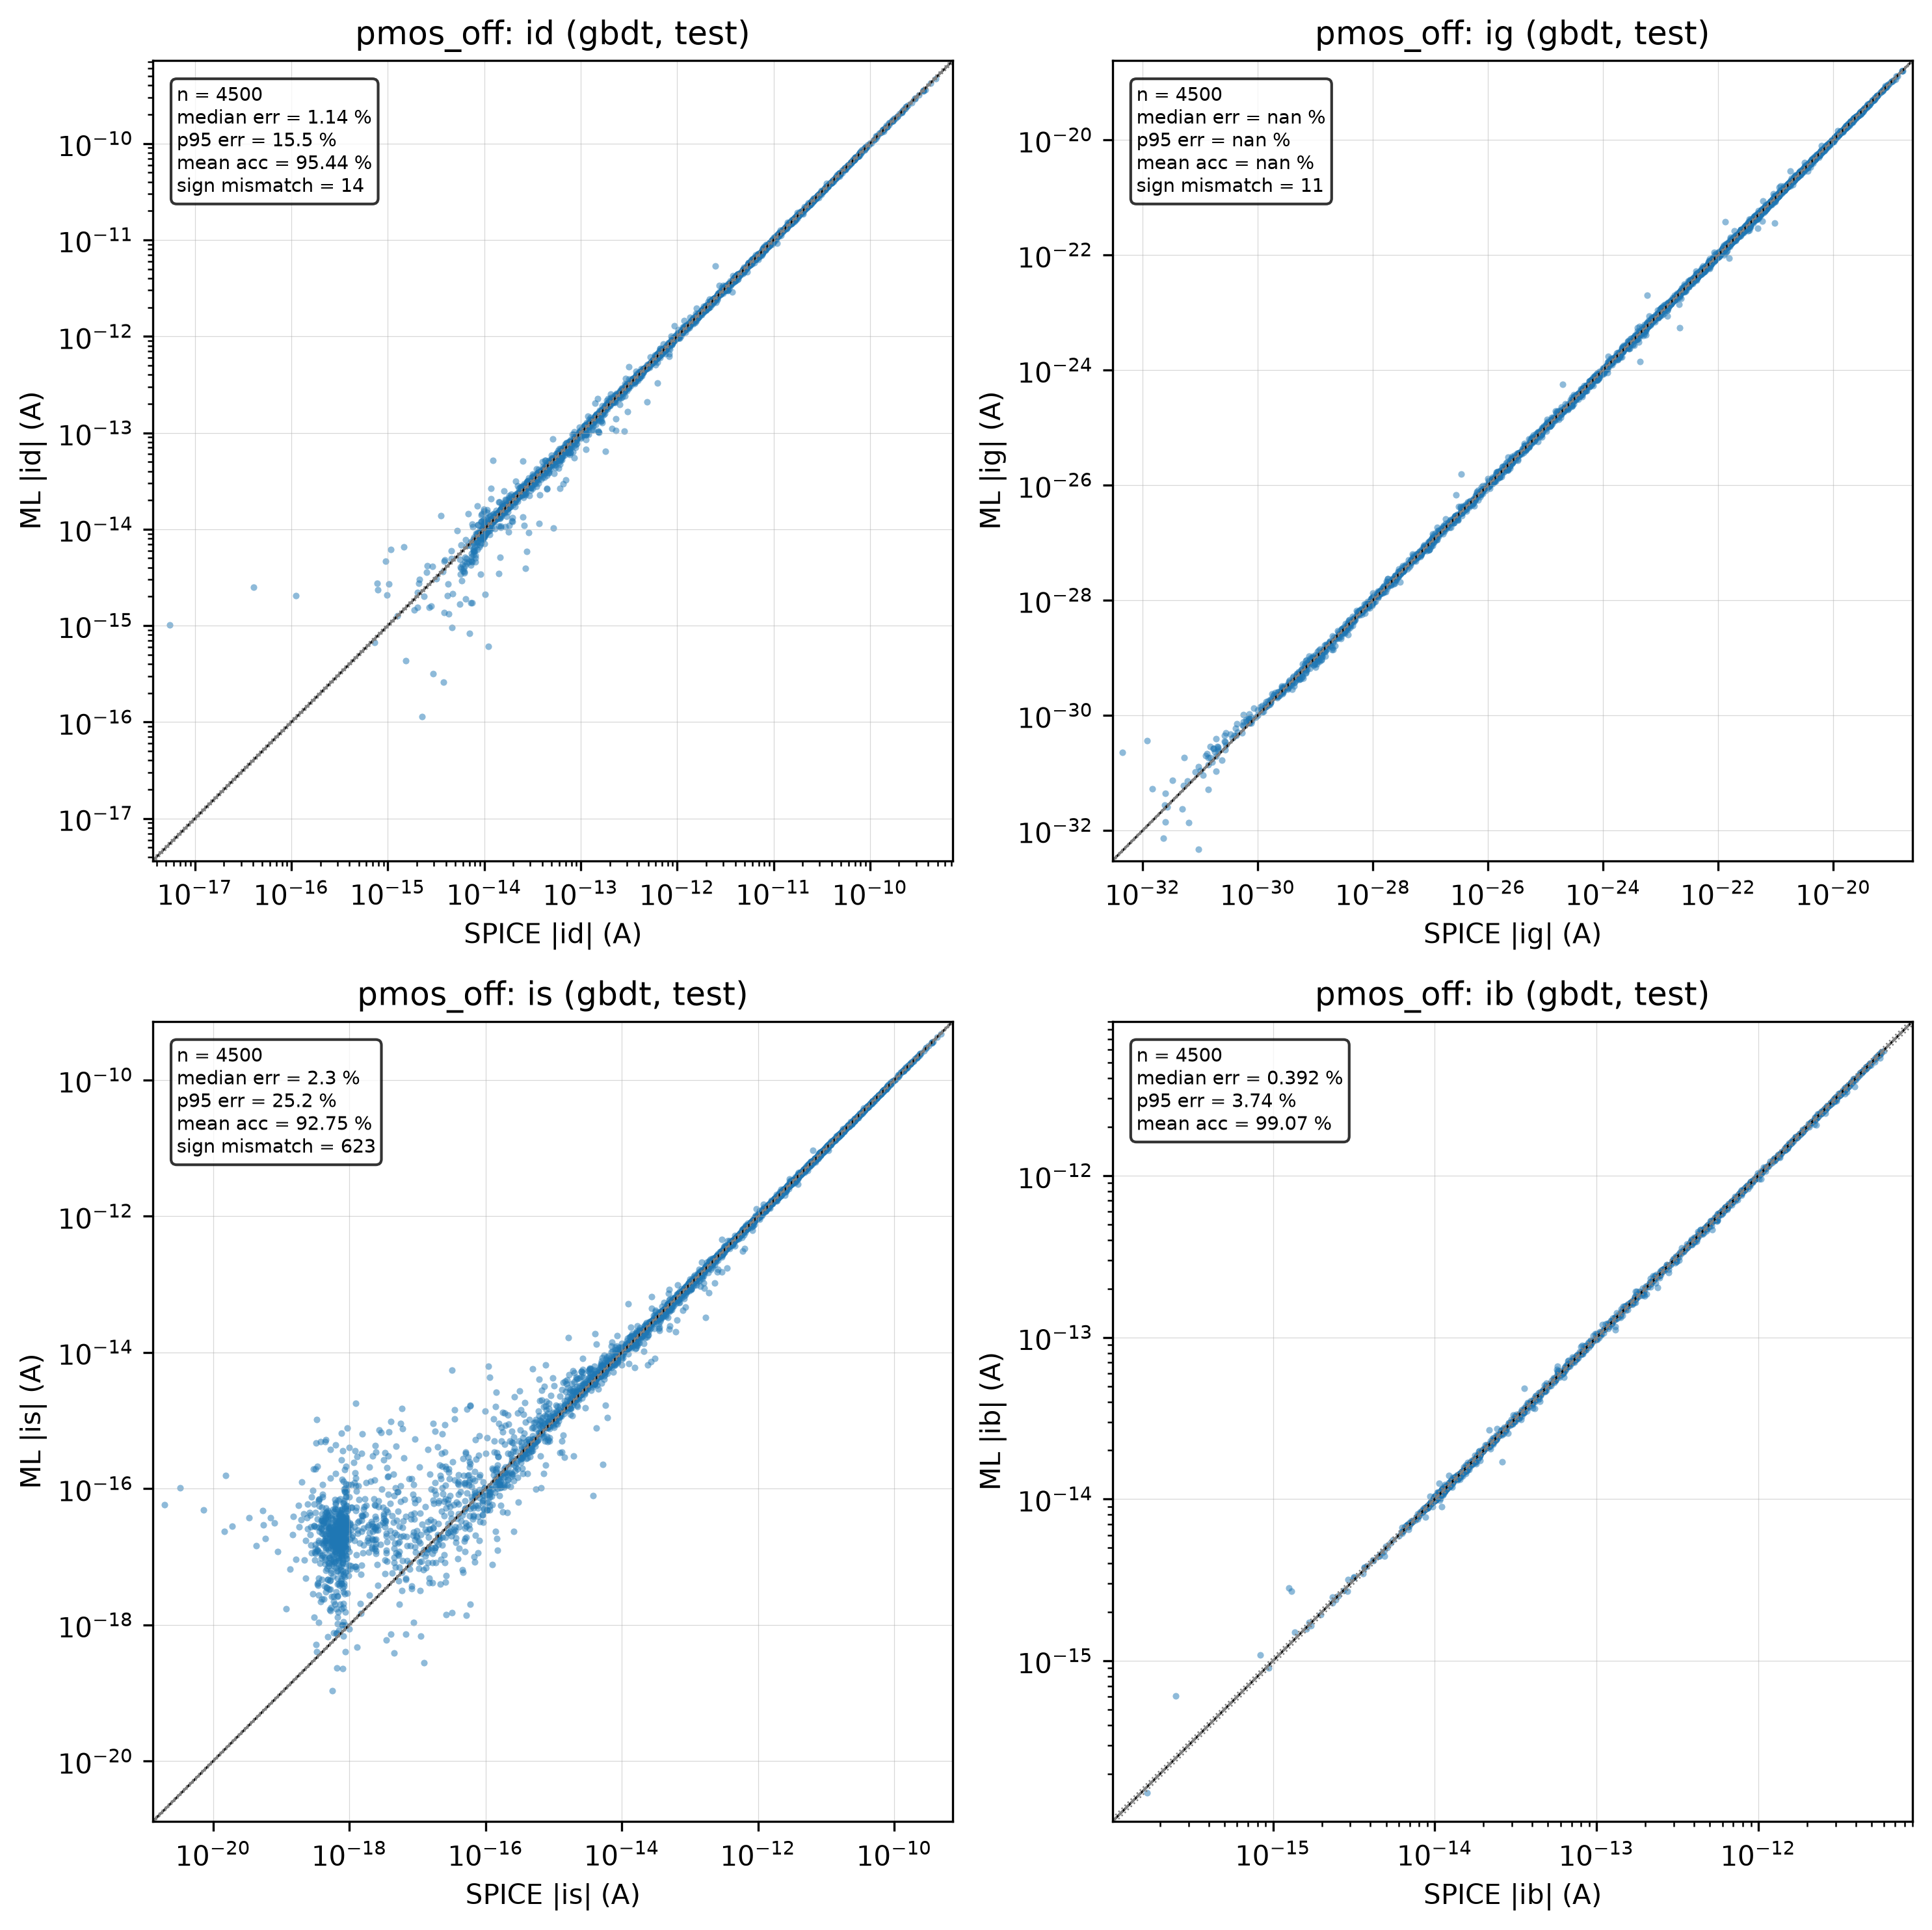 pmos_off: id (gbdt, test)
n = 4500
median err = 1.14 %
p95 err = 15.5 %
mean acc = 95.44 %
sign mismatch = 14
10⁻¹⁰
10⁻¹¹
10⁻¹²
10⁻¹³
10⁻¹⁴
10⁻¹⁵
10⁻¹⁶
10⁻¹⁷
ML |id| (A)
10⁻¹⁷ 10⁻¹⁶ 10⁻¹⁵ 10⁻¹⁴ 10⁻¹³ 10⁻¹² 10⁻¹¹ 10⁻¹⁰
SPICE |id| (A)
pmos_off: ig (gbdt, test)
n = 4500
median err = nan %
p95 err = nan %
mean acc = nan %
sign mismatch = 11
10⁻²⁰
10⁻²²
10⁻²⁴
10⁻²⁶
10⁻²⁸
10⁻³⁰
10⁻³²
ML |ig| (A)
10⁻³² 10⁻³⁰ 10⁻²⁸ 10⁻²⁶ 10⁻²⁴ 10⁻²² 10⁻²⁰
SPICE |ig| (A)
pmos_off: is (gbdt, test)
n = 4500
median err = 2.3 %
p95 err = 25.2 %
mean acc = 92.75 %
sign mismatch = 623
10⁻¹⁰
10⁻¹²
10⁻¹⁴
10⁻¹⁶
10⁻¹⁸
10⁻²⁰
ML |is| (A)
10⁻²⁰ 10⁻¹⁸ 10⁻¹⁶ 10⁻¹⁴ 10⁻¹² 10⁻¹⁰
SPICE |is| (A)
pmos_off: ib (gbdt, test)
n = 4500
median err = 0.392 %
p95 err = 3.74 %
mean acc = 99.07 %
10⁻¹²
10⁻¹³
10⁻¹⁴
10⁻¹⁵
ML |ib| (A)
10⁻¹⁵ 10⁻¹⁴ 10⁻¹³ 10⁻¹²
SPICE |ib| (A)